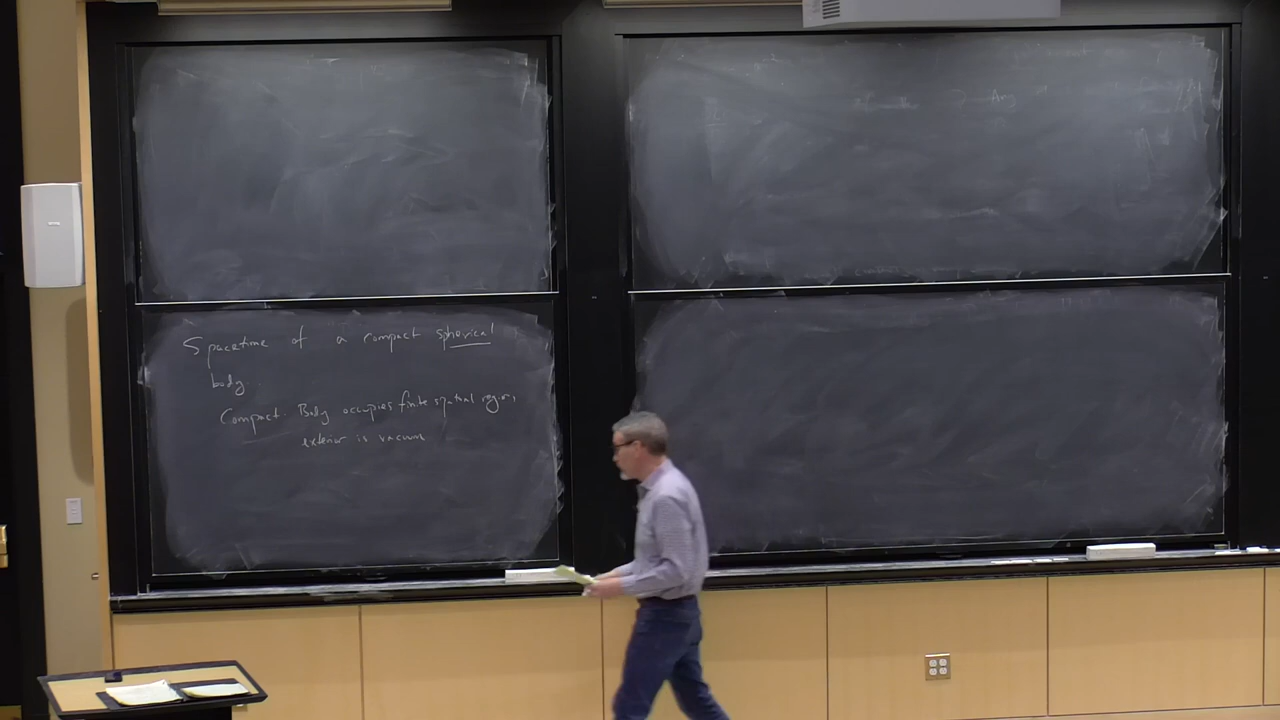 Spacetime of a compact spherical
body.
Compact: Body occupies finite spatial region,
exterior is vacuum